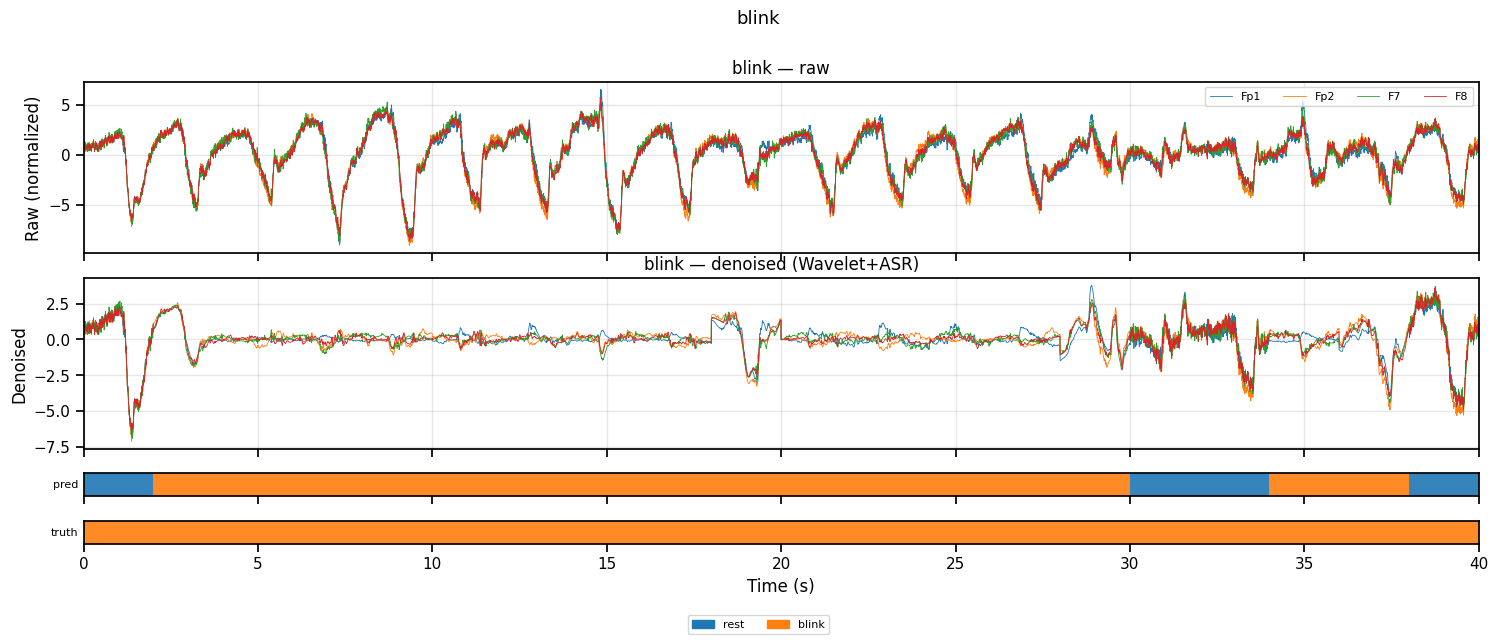 blink
blink — raw
Raw (normalized)
5
0
−5
Fp1 Fp2 F7 F8
blink — denoised (Wavelet+ASR)
Denoised
2.5
0.0
−2.5
−5.0
−7.5
pred
truth
0 5 10 15 20 25 30 35 40
Time (s)
rest blink